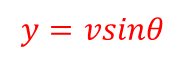 y = vsinθ